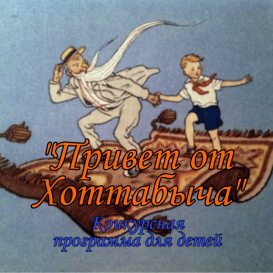 "Привет от
Хоттабыча"
Конкурсная
программа для детей